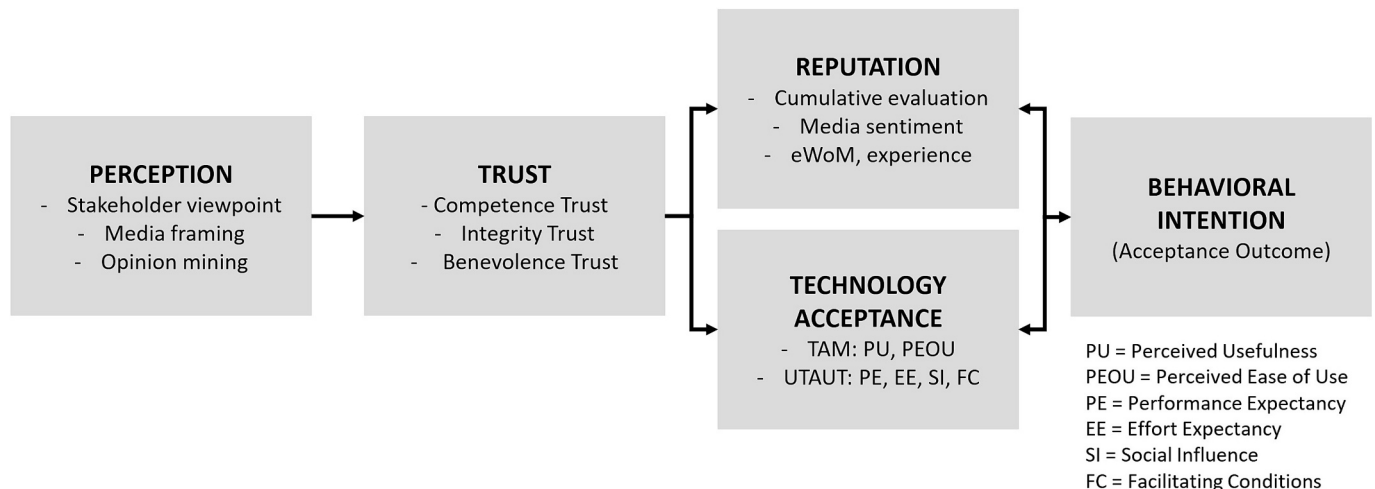 PERCEPTION
- Stakeholder viewpoint
- Media framing
- Opinion mining
TRUST
- Competence Trust
- Integrity Trust
- Benevolence Trust
REPUTATION
- Cumulative evaluation
- Media sentiment
- eWoM, experience
TECHNOLOGY
ACCEPTANCE
- TAM: PU, PEOU
- UTAUT: PE, EE, SI, FC
BEHAVIORAL
INTENTION
(Acceptance Outcome)
PU = Perceived Usefulness
PEOU = Perceived Ease of Use
PE = Performance Expectancy
EE = Effort Expectancy
SI = Social Influence
FC = Facilitating Conditions